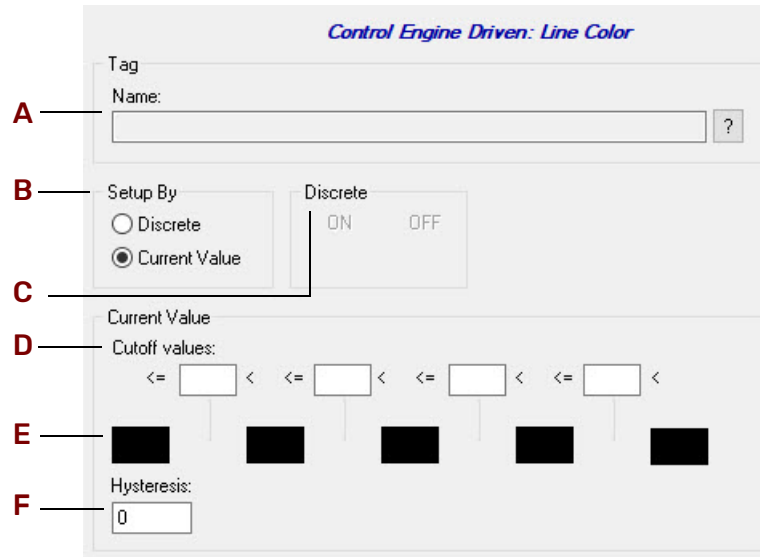 Control Engine Driven: Line Color
Tag
A
Name:
?
B
Setup By
Discrete
Discrete
ON OFF
Current Value
C
Current Value
D
Cutoff values:
<= < <= < <= < <= <
E
Hysteresis:
F
0